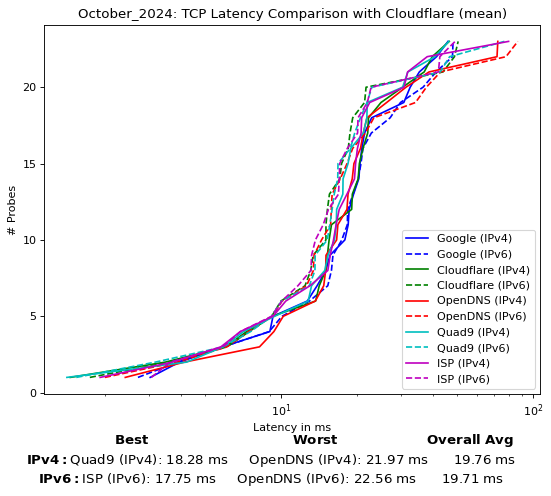 October_2024: TCP Latency Comparison with Cloudflare (mean)
# Probes
20
15
10
5
0
Google (IPv4)
Google (IPv6)
Cloudflare (IPv4)
Cloudflare (IPv6)
OpenDNS (IPv4)
OpenDNS (IPv6)
Quad9 (IPv4)
Quad9 (IPv6)
ISP (IPv4)
ISP (IPv6)
10¹ 10²
Latency in ms
Best Worst Overall Avg
IPv4: Quad9 (IPv4): 18.28 ms OpenDNS (IPv4): 21.97 ms 19.76 ms
IPv6: ISP (IPv6): 17.75 ms OpenDNS (IPv6): 22.56 ms 19.71 ms